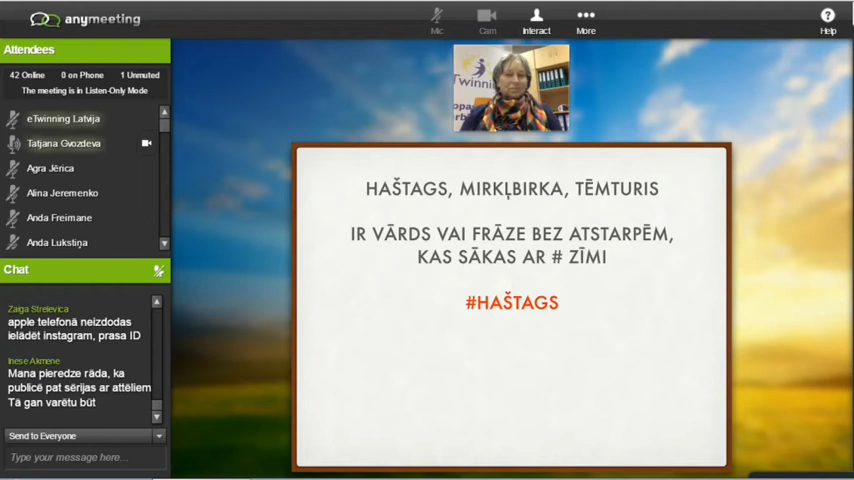 anymeeting
Mic
Cam
Interact
More
Help
Attendees
42 Online
0 on Phone
1 Unmuted
The meeting is in Listen-Only Mode
eTwinning Latvija
Tatjana Gvozdeva
Agra Jērica
Alina Jeremenko
Anda Freimane
Anda Lukstiņa
Chat
Zaiga Strelevica
apple telefonā neizdodas
ielādēt instagram, prasa ID
Inese Akmene
Mana pieredze rāda, ka
publicē pat sērijas ar attēliem
Tā gan varētu būt
Send to Everyone
Type your message here...
HAŠTAGS, MIRKĻBIRKA, TĒMTURIS
IR VĀRDS VAI FRĀZE BEZ ATSTARPĒM,
KAS SĀKAS AR # ZĪMI
#HAŠTAGS